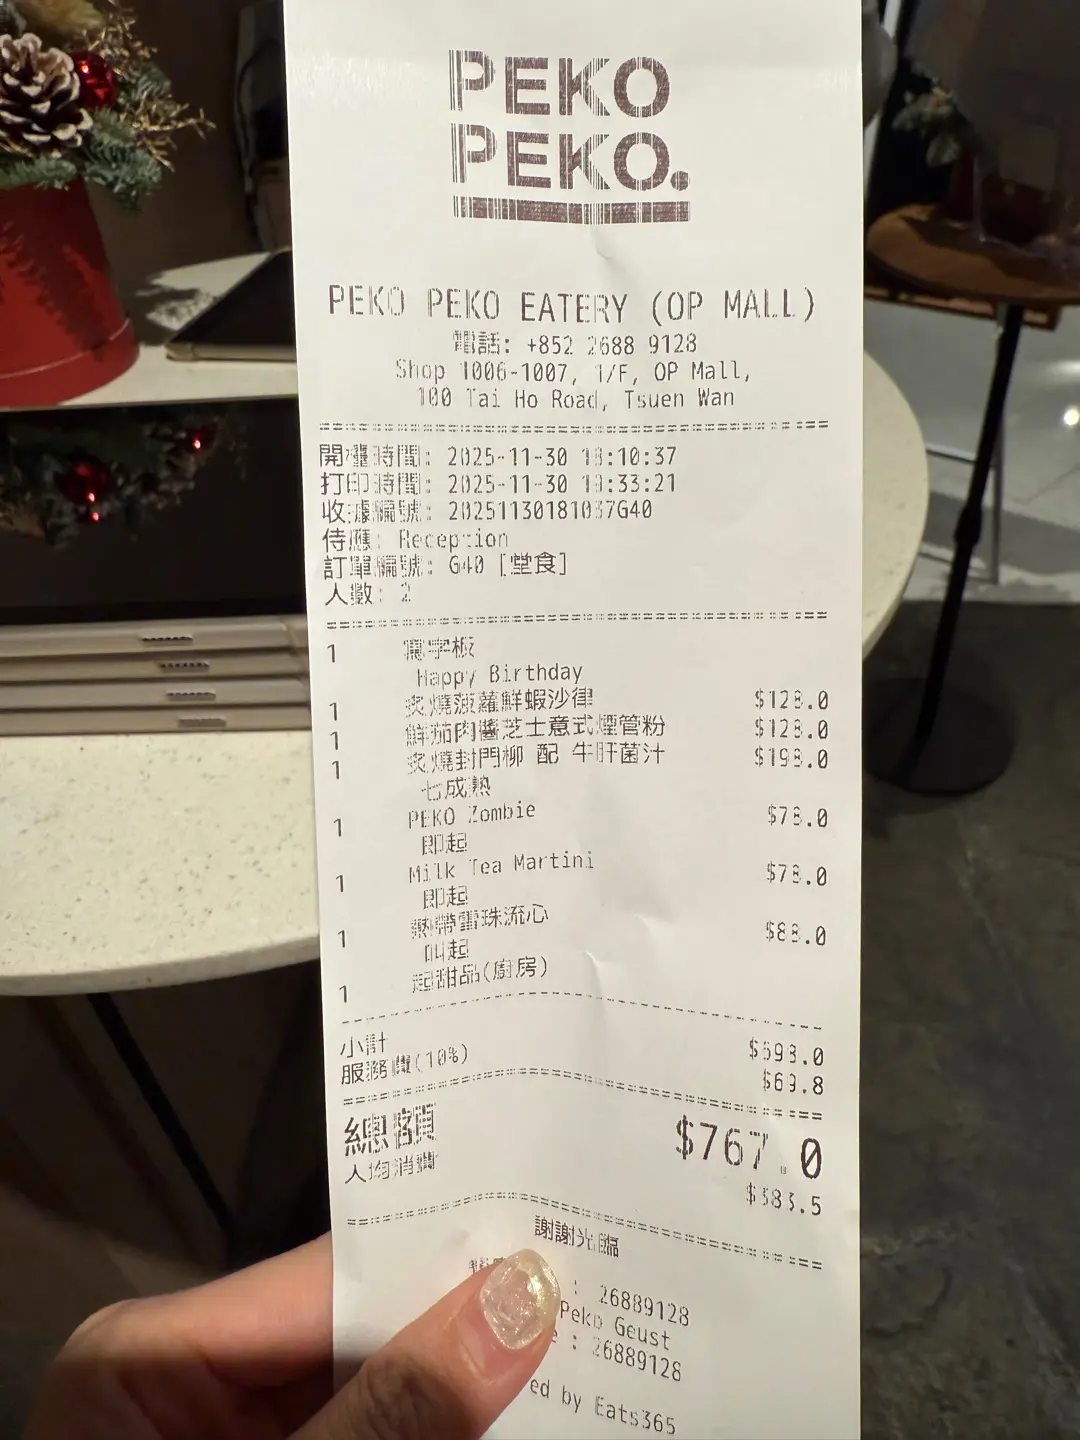 PEKO
PEKO.
PEKO PEKO EATERY (OP MALL)
電話: +852 2688 9128
Shop 1006-1007, 1/F, OP Mall,
100 Tai Ho Road, Tsuen Wan
開檯時間: 2025-11-30 18:10:37
打印時間: 2025-11-30 18:33:21
收據編號: 20251130181037G40
侍應: Reception
訂單編號: G40 [堂食]
人數: 2
1 寫字板
Happy Birthday
1 炙燒菠蘿鮮蝦沙律 $128.0
1 鮮茄肉醬芝士意式煙管粉 $128.0
1 炙燒封門柳 配 牛肝菌汁 $198.0
七成熟
1 PEKO Zombie $78.0
即起
1 Milk Tea Martini $78.0
即起
1 熱帶雪珠流心 $88.0
叫起
1 起甜品(廚房)
小計 $698.0
服務費(10%) $69.8
總額 $767.0
人均消費 $383.5
謝謝光臨
: 26889128
Peko Geust
: 26889128
by Eats365